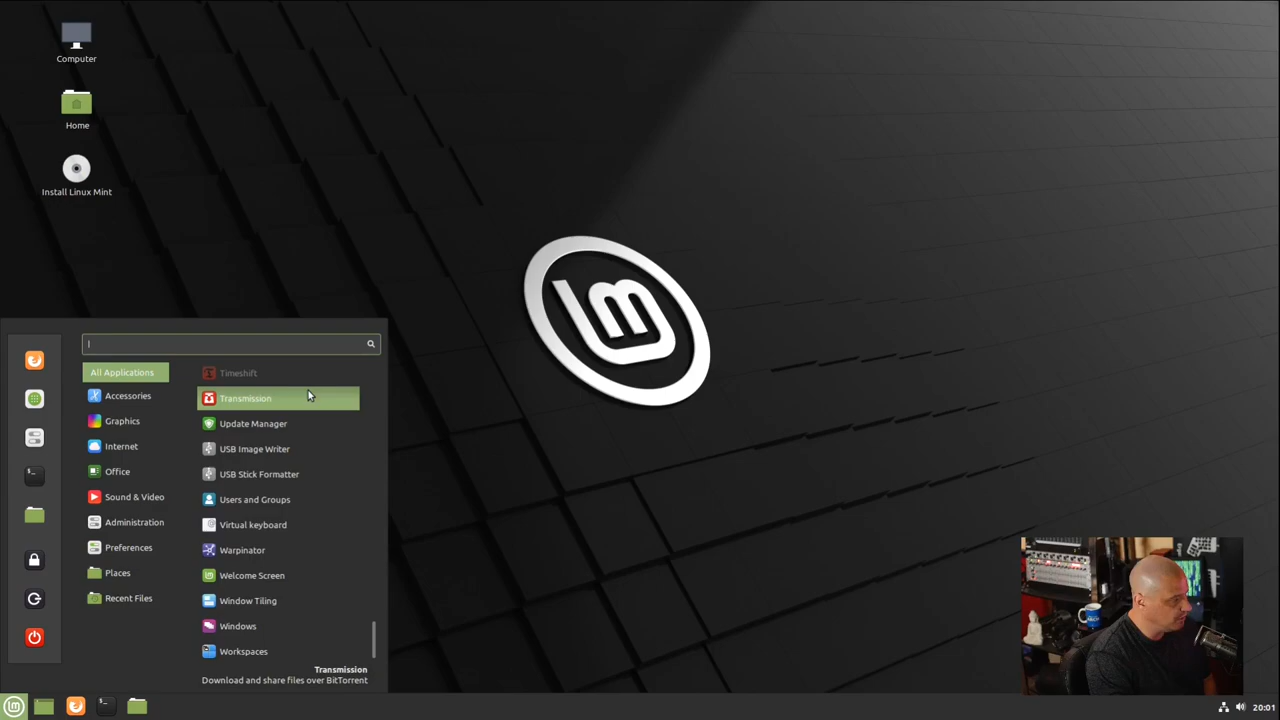 Computer
Home
Install Linux Mint
All Applications
Accessories
Graphics
Internet
Office
Sound & Video
Administration
Preferences
Places
Recent Files
Timeshift
Transmission
Update Manager
USB Image Writer
USB Stick Formatter
Users and Groups
Virtual keyboard
Warpinator
Welcome Screen
Window Tiling
Windows
Workspaces
Transmission
Download and share files over BitTorrent
20:01